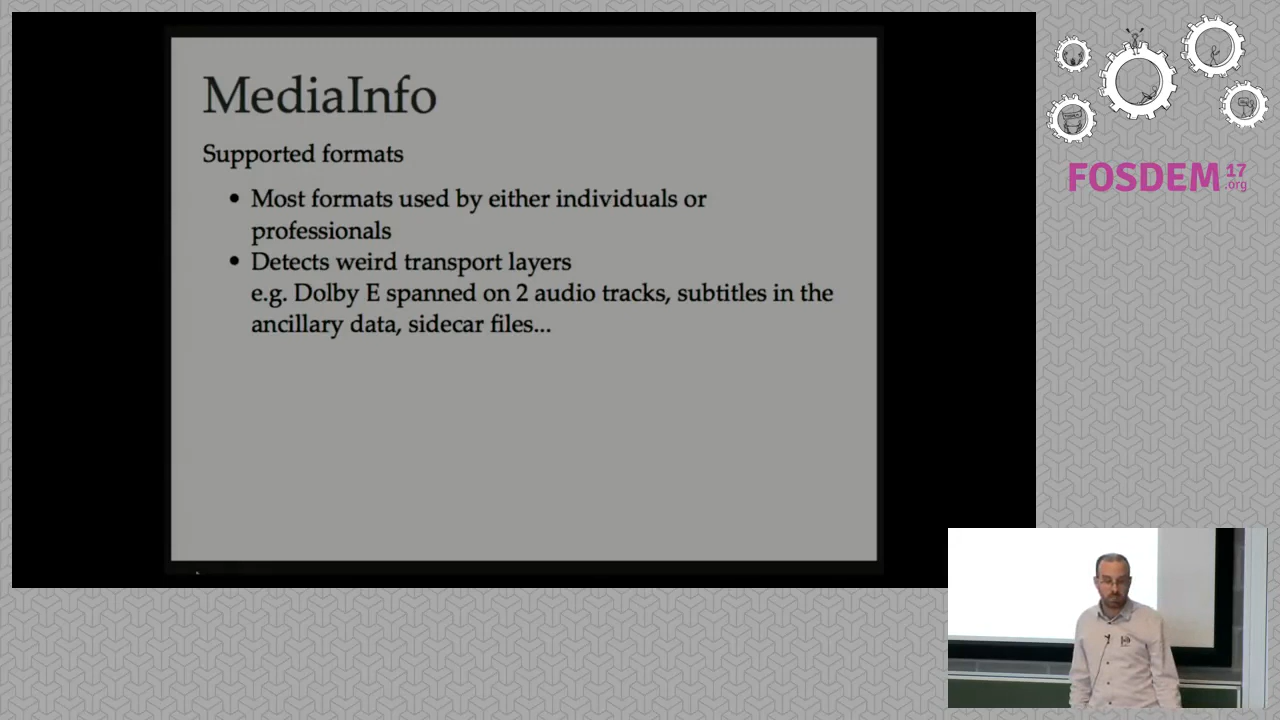 MediaInfo
Supported formats
• Most formats used by either individuals or
professionals
• Detects weird transport layers
e.g. Dolby E spanned on 2 audio tracks, subtitles in the
ancillary data, sidecar files...
FOSDEM 17
.org